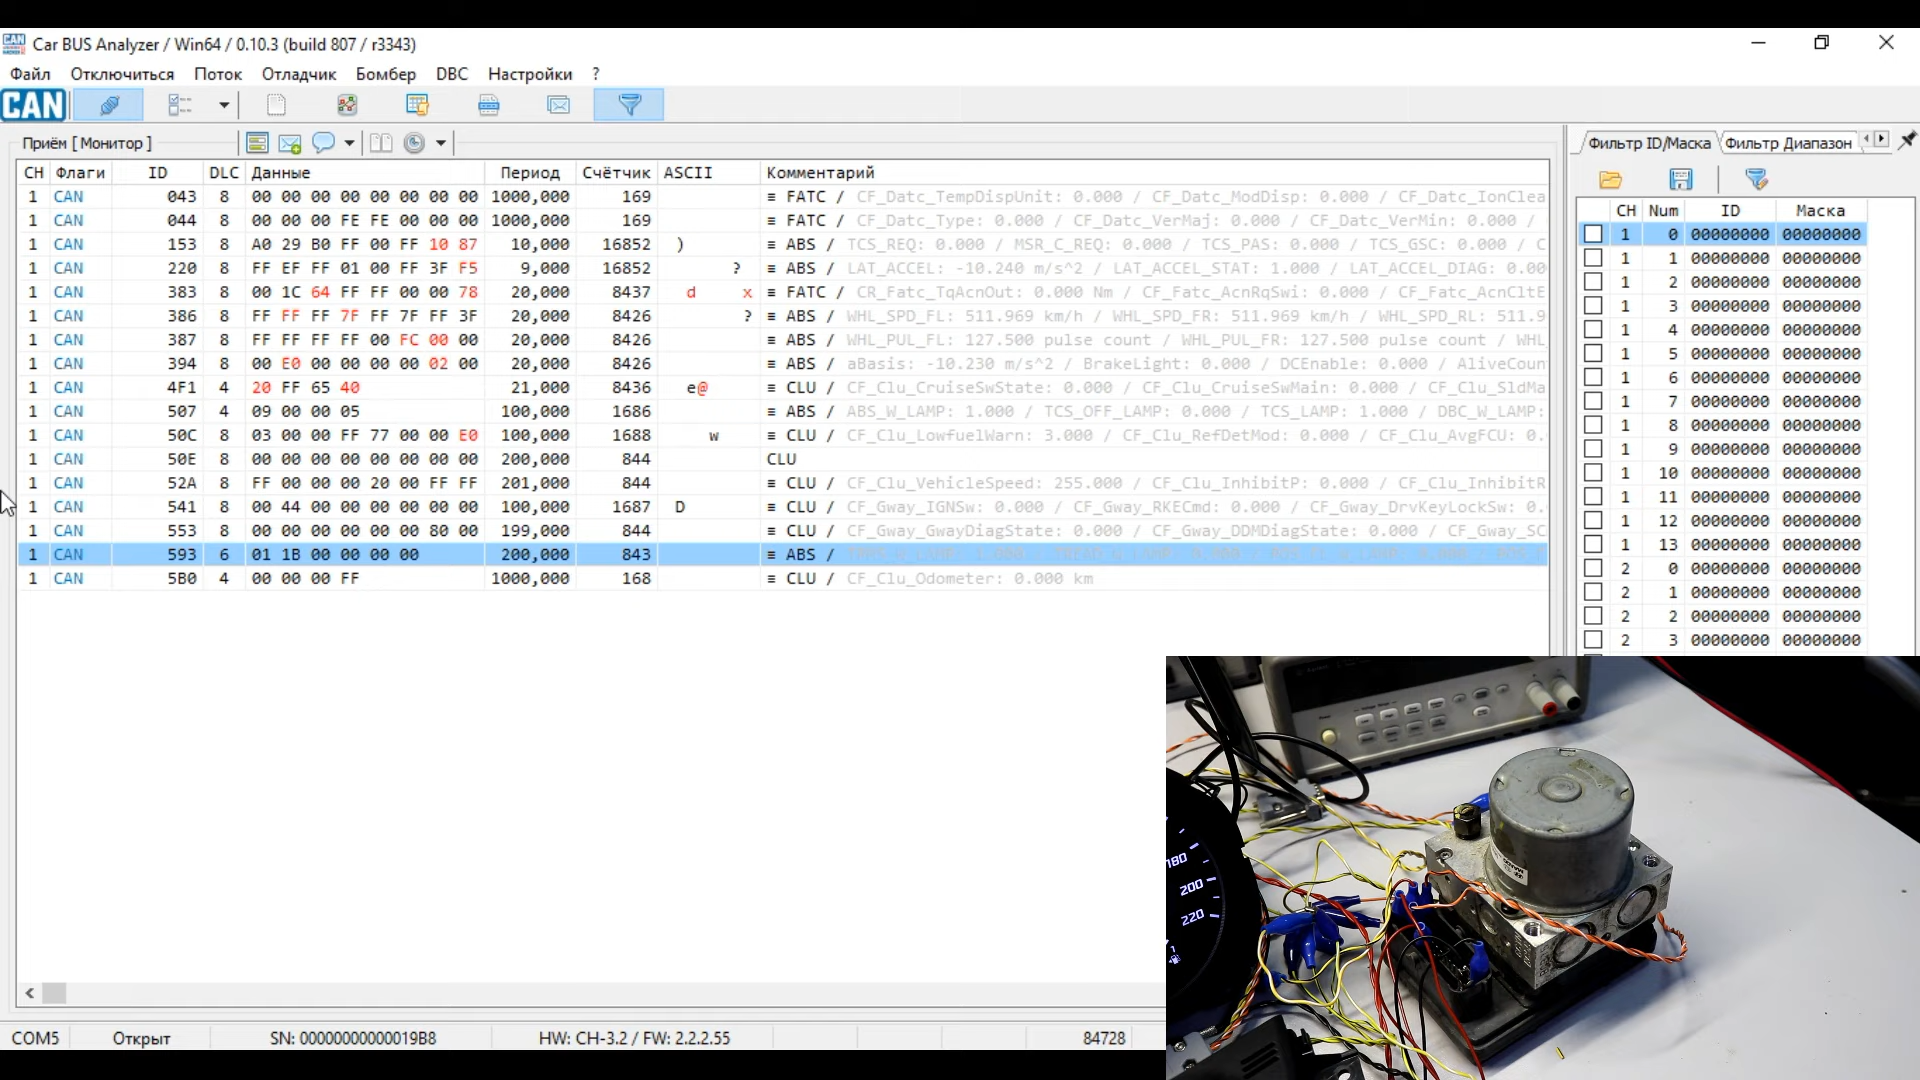 Car BUS Analyzer / Win64 / 0.10.3 (build 807 / r3343)
Файл Отключиться Поток Отладчик Бомбер DBC Настройки ?
CAN
Приём [ Монитор ]
CH Флаги ID DLC Данные Период Счётчик ASCII Комментарий
1 CAN 043 8 00 00 00 00 00 00 00 00 1000,000 169 ≡ FATC / CF_Datc_TempDispUnit: 0.000 / CF_Datc_ModDisp: 0.000 / CF_Datc_IonClea
1 CAN 044 8 00 00 00 FE FE 00 00 00 1000,000 169 ≡ FATC / CF_Datc_Type: 0.000 / CF_Datc_VerMaj: 0.000 / CF_Datc_VerMin: 0.000 /
1 CAN 153 8 A0 29 B0 FF 00 FF 10 87 10,000 16852 ) ≡ ABS / TCS_REQ: 0.000 / MSR_C_REQ: 0.000 / TCS_PAS: 0.000 / TCS_GSC: 0.000 / C
1 CAN 220 8 FF EF FF 01 00 FF 3F F5 9,000 16852 ? ≡ ABS / LAT_ACCEL: -10.240 m/s^2 / LAT_ACCEL_STAT: 1.000 / LAT_ACCEL_DIAG: 0.00
1 CAN 383 8 00 1C 64 FF FF 00 00 78 20,000 8437 d x ≡ FATC / CR_Fatc_TqAcnOut: 0.000 Nm / CF_Fatc_AcnRqSwi: 0.000 / CF_Fatc_AcnCltE
1 CAN 386 8 FF FF FF 7F FF 7F FF 3F 20,000 8426 ? ≡ ABS / WHL_SPD_FL: 511.969 km/h / WHL_SPD_FR: 511.969 km/h / WHL_SPD_RL: 511.9
1 CAN 387 8 FF FF FF FF 00 FC 00 00 20,000 8426 ≡ ABS / WHL_PUL_FL: 127.500 pulse count / WHL_PUL_FR: 127.500 pulse count / WHL_
1 CAN 394 8 00 E0 00 00 00 00 02 00 20,000 8426 ≡ ABS / aBasis: -10.230 m/s^2 / BrakeLight: 0.000 / DCEnable: 0.000 / AliveCoun
1 CAN 4F1 4 20 FF 65 40 21,000 8436 e@ ≡ CLU / CF_Clu_CruiseSwState: 0.000 / CF_Clu_CruiseSwMain: 0.000 / CF_Clu_SldMa
1 CAN 507 4 09 00 00 05 100,000 1686 ≡ ABS / ABS_W_LAMP: 1.000 / TCS_OFF_LAMP: 0.000 / TCS_LAMP: 1.000 / DBC_W_LAMP:
1 CAN 50C 8 03 00 00 FF 77 00 00 E0 100,000 1688 w ≡ CLU / CF_Clu_LowfuelWarn: 3.000 / CF_Clu_RefDetMod: 0.000 / CF_Clu_AvgFCU: 0.
1 CAN 50E 8 00 00 00 00 00 00 00 00 200,000 844 CLU
1 CAN 52A 8 FF 00 00 00 20 00 FF FF 201,000 844 ≡ CLU / CF_Clu_VehicleSpeed: 255.000 / CF_Clu_InhibitP: 0.000 / CF_Clu_InhibitR
1 CAN 541 8 00 44 00 00 00 00 00 00 100,000 1687 D ≡ CLU / CF_Gway_IGNSw: 0.000 / CF_Gway_RKECmd: 0.000 / CF_Gway_DrvKeyLockSw: 0.
1 CAN 553 8 00 00 00 00 00 00 80 00 199,000 844 ≡ CLU / CF_Gway_GwayDiagState: 0.000 / CF_Gway_DDMDiagState: 0.000 / CF_Gway_SC
1 CAN 593 6 01 1B 00 00 00 00 200,000 843 ≡ ABS /
1 CAN 5B0 4 00 00 00 FF 1000,000 168 ≡ CLU / CF_Clu_Odometer: 0.000 km
Фильтр ID/Маска Фильтр Диапазон
CH Num ID Маска
1 0 00000000 00000000
1 1 00000000 00000000
1 2 00000000 00000000
1 3 00000000 00000000
1 4 00000000 00000000
1 5 00000000 00000000
1 6 00000000 00000000
1 7 00000000 00000000
1 8 00000000 00000000
1 9 00000000 00000000
1 10 00000000 00000000
1 11 00000000 00000000
1 12 00000000 00000000
1 13 00000000 00000000
2 0 00000000 00000000
2 1 00000000 00000000
2 2 00000000 00000000
2 3 00000000 00000000
180
200
220
COM5 Открыт SN: 00000000000019B8 HW: CH-3.2 / FW: 2.2.2.55 84728